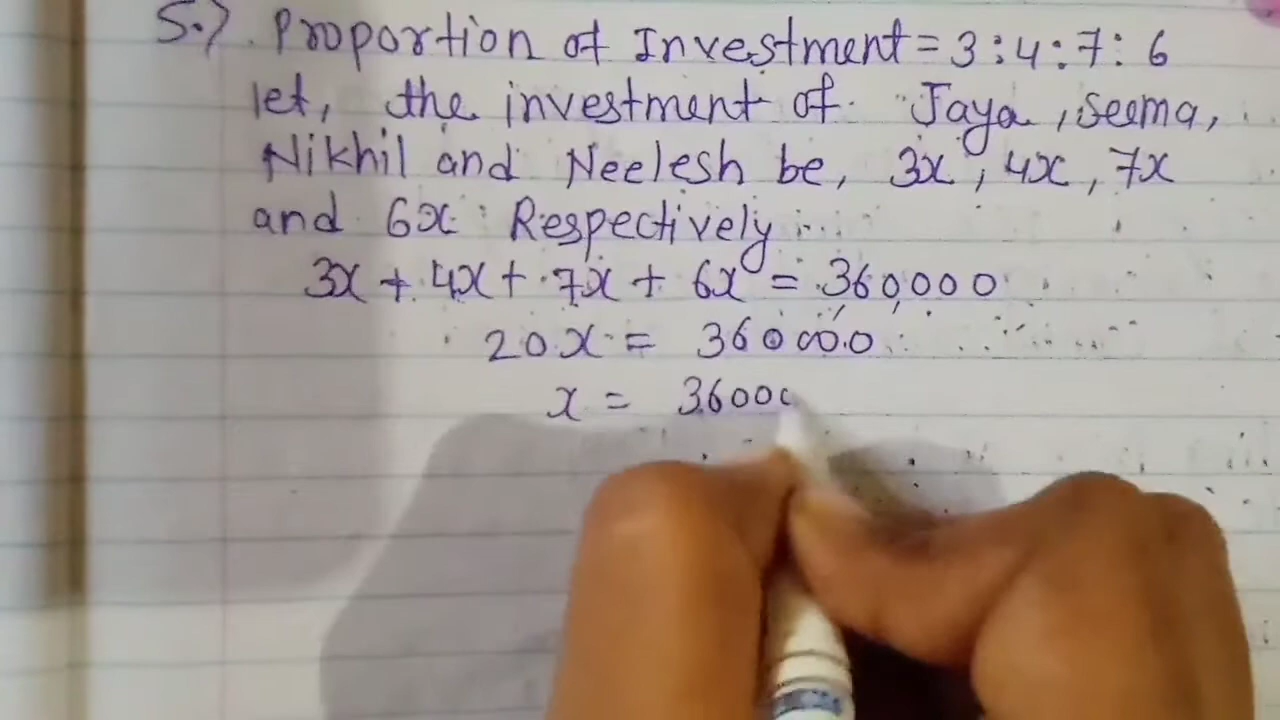 5.) Proportion of Investment = 3 : 4 : 7 : 6
let, the investment of Jaya, Seema,
Nikhil and Neelesh be, 3x, 4x, 7x
and 6x Respectively
3x + 4x + 7x + 6x = 360,000
20x = 360000
x = 3600